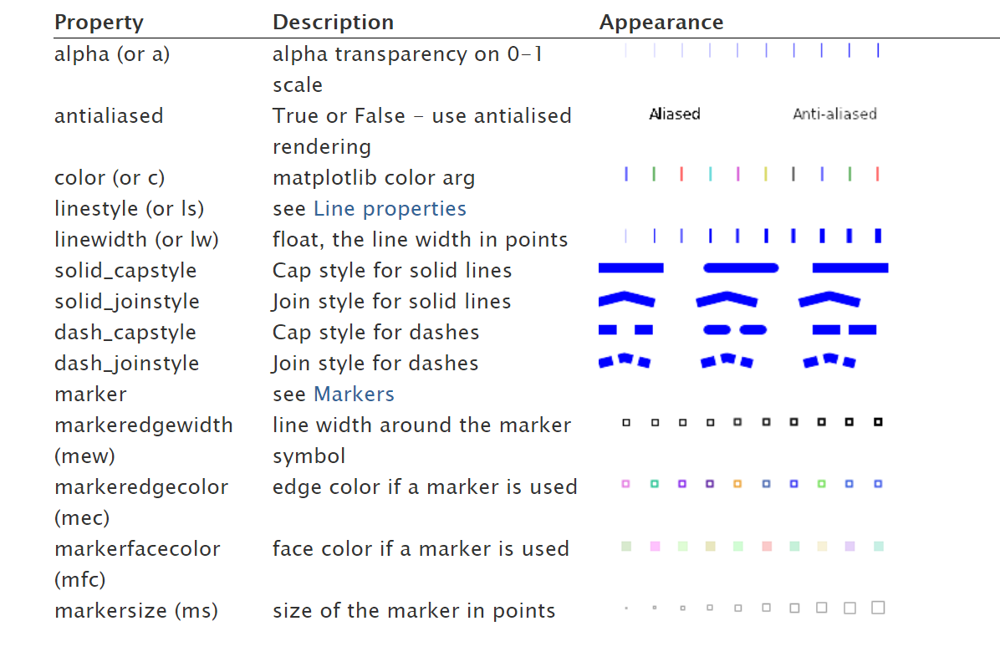 Property Description Appearance
alpha (or a) alpha transparency on 0-1
scale
antialiased True or False – use antialised Aliased Anti-aliased
rendering
color (or c) matplotlib color arg
linestyle (or ls) see Line properties
linewidth (or lw) float, the line width in points
solid_capstyle Cap style for solid lines
solid_joinstyle Join style for solid lines
dash_capstyle Cap style for dashes
dash_joinstyle Join style for dashes
marker see Markers
markeredgewidth line width around the marker
(mew) symbol
markeredgecolor edge color if a marker is used
(mec)
markerfacecolor face color if a marker is used
(mfc)
markersize (ms) size of the marker in points